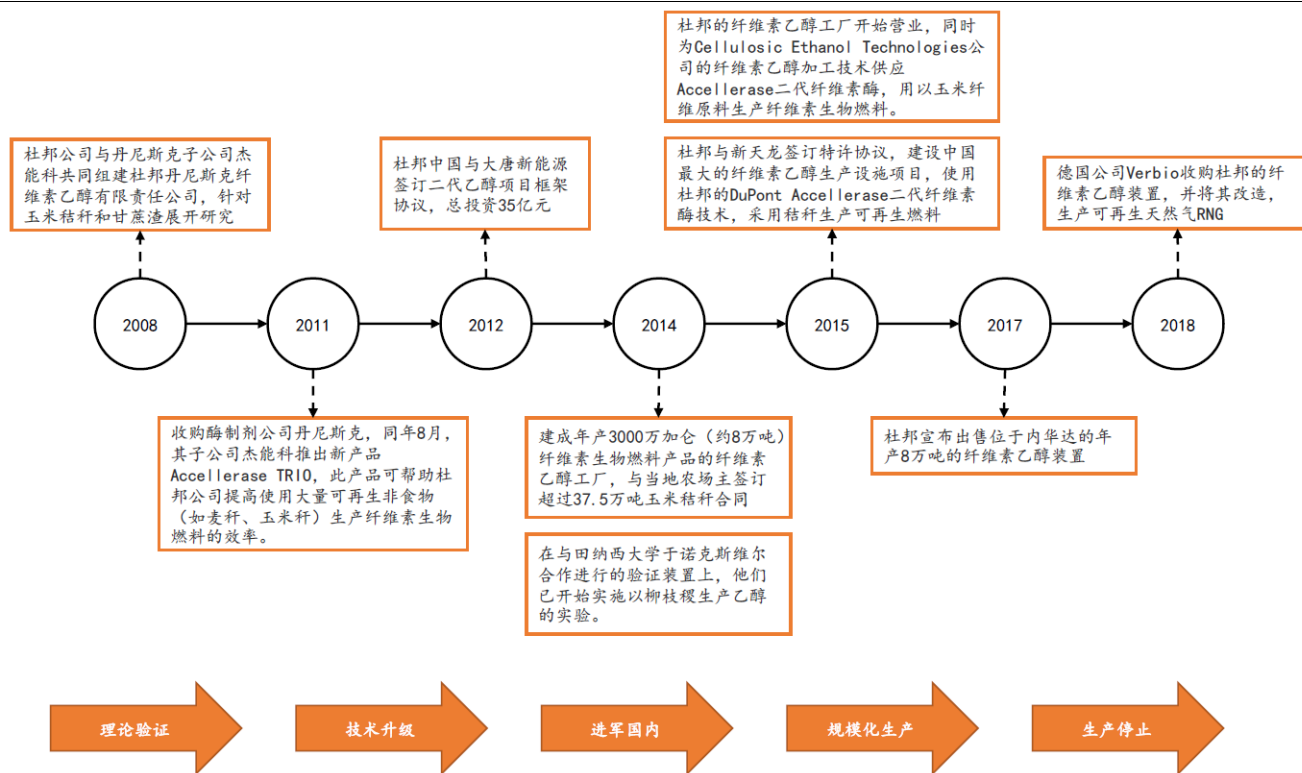 杜邦的纤维素乙醇工厂开始营业，同时
为Cellulosic Ethanol Technologies公
司的纤维素乙醇加工技术供应
Accellerase二代纤维素酶，用以玉米纤
维原料生产纤维素生物燃料。
杜邦公司与丹尼斯克子公司杰
能科共同组建杜邦丹尼斯克纤
维素乙醇有限责任公司，针对
玉米秸秆和甘蔗渣展开研究
杜邦中国与大唐新能源
签订二代乙醇项目框架
协议，总投资35亿元
杜邦与新天龙签订特许协议，建设中国
最大的纤维素乙醇生产设施项目，使用
杜邦的DuPont Accellerase二代纤维素
酶技术，采用秸秆生产可再生燃料
德国公司Verbio收购杜邦的纤
维素乙醇装置，并将其改造，
生产可再生天然气RNG
2008
2011
2012
2014
2015
2017
2018
收购酶制剂公司丹尼斯克，同年8月，
其子公司杰能科推出新产品
Accellerase TRIO，此产品可帮助杜
邦公司提高使用大量可再生非食物
（如麦秆、玉米秆）生产纤维素生物
燃料的效率。
建成年产3000万加仑（约8万吨）
纤维素生物燃料产品的纤维素
乙醇工厂，与当地农场主签订
超过37.5万吨玉米秸秆合同
杜邦宣布出售位于内华达的年
产8万吨的纤维素乙醇装置
在与田纳西大学于诺克斯维尔
合作进行的验证装置上，他们
已开始实施以柳枝稷生产乙醇
的实验。
理论验证
技术升级
进军国内
规模化生产
生产停止